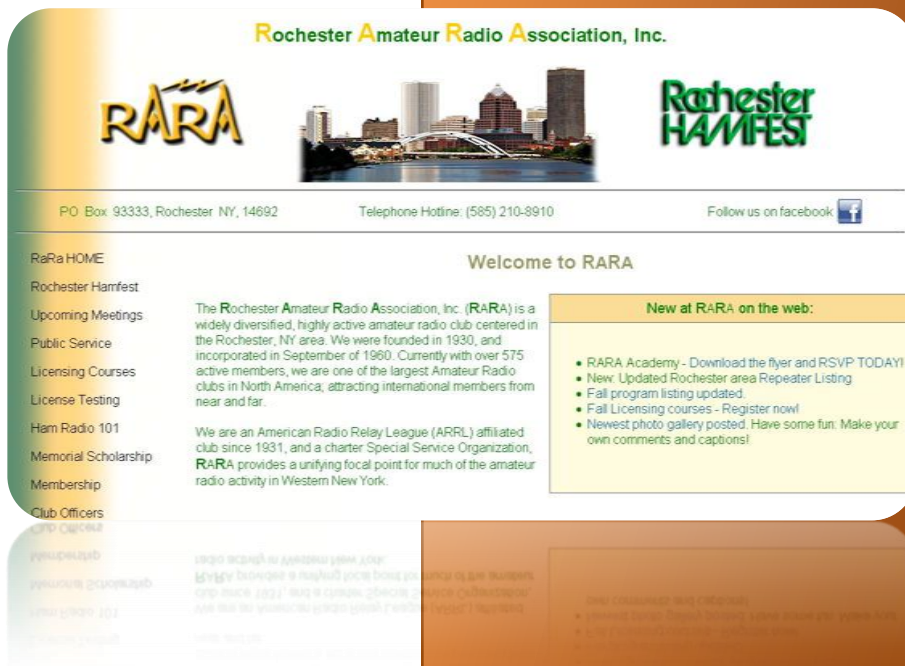 Rochester Amateur Radio Association, Inc.
RARA
Rochester
HAMFEST
PO Box 93333, Rochester NY, 14692
Telephone Hotline: (585) 210-8910
Follow us on facebook
RaRa HOME
Rochester Hamfest
Upcoming Meetings
Public Service
Licensing Courses
License Testing
Ham Radio 101
Memorial Scholarship
Membership
Club Officers
Welcome to RARA
The Rochester Amateur Radio Association, Inc. (RARA) is a
widely diversified, highly active amateur radio club centered in
the Rochester, NY area. We were founded in 1930, and
incorporated in September of 1960. Currently with over 575
active members, we are one of the largest Amateur Radio
clubs in North America; attracting international members from
near and far.
We are an American Radio Relay League (ARRL) affiliated
club since 1931, and a charter Special Service Organization,
RARA provides a unifying focal point for much of the amateur
radio activity in Western New York.
New at RARA on the web:
• RARA Academy - Download the flyer and RSVP TODAY!
• New: Updated Rochester area Repeater Listing
• Fall program listing updated.
• Fall Licensing courses - Register now!
• Newest photo gallery posted. Have some fun: Make your
own comments and captions!